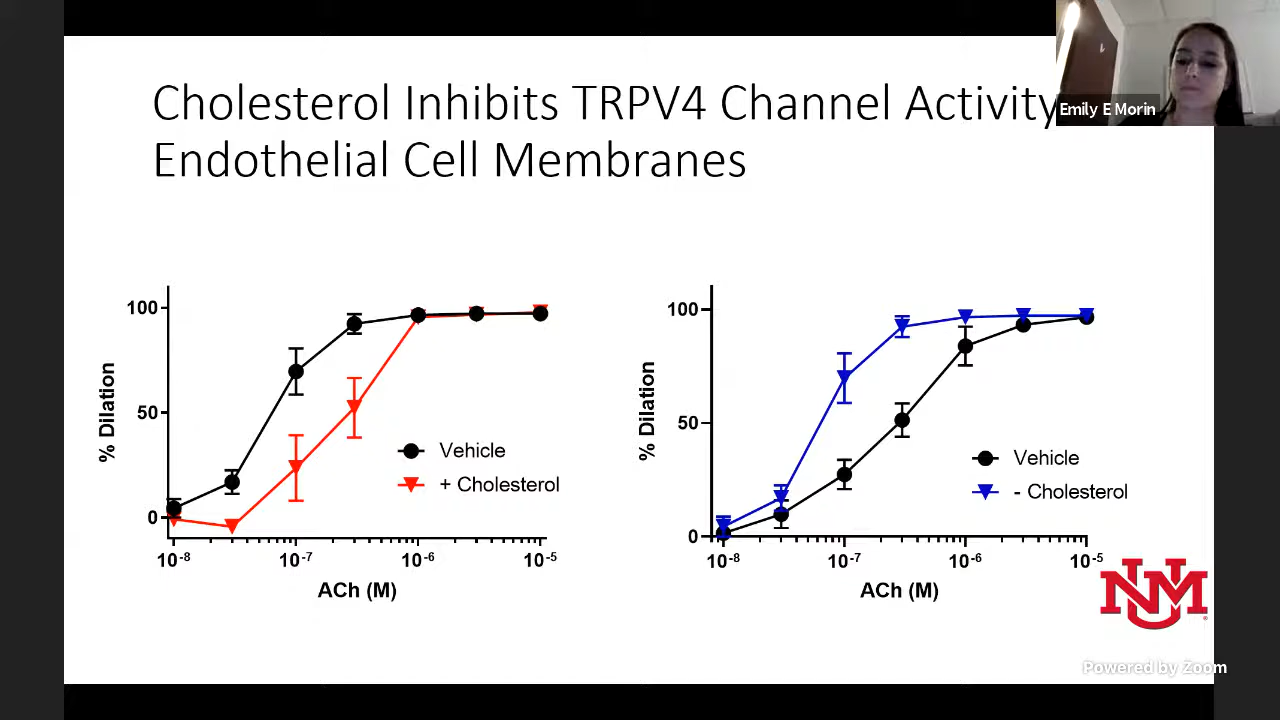 Cholesterol Inhibits TRPV4 Channel Activity
Endothelial Cell Membranes
Emily E Morin
100
50
0
% Dilation
Vehicle
+ Cholesterol
10-8
10-7
10-6
10-5
ACh (M)
100
50
0
% Dilation
Vehicle
- Cholesterol
10-8
10-7
10-6
10-5
ACh (M)
UNM
Powered by Zoom